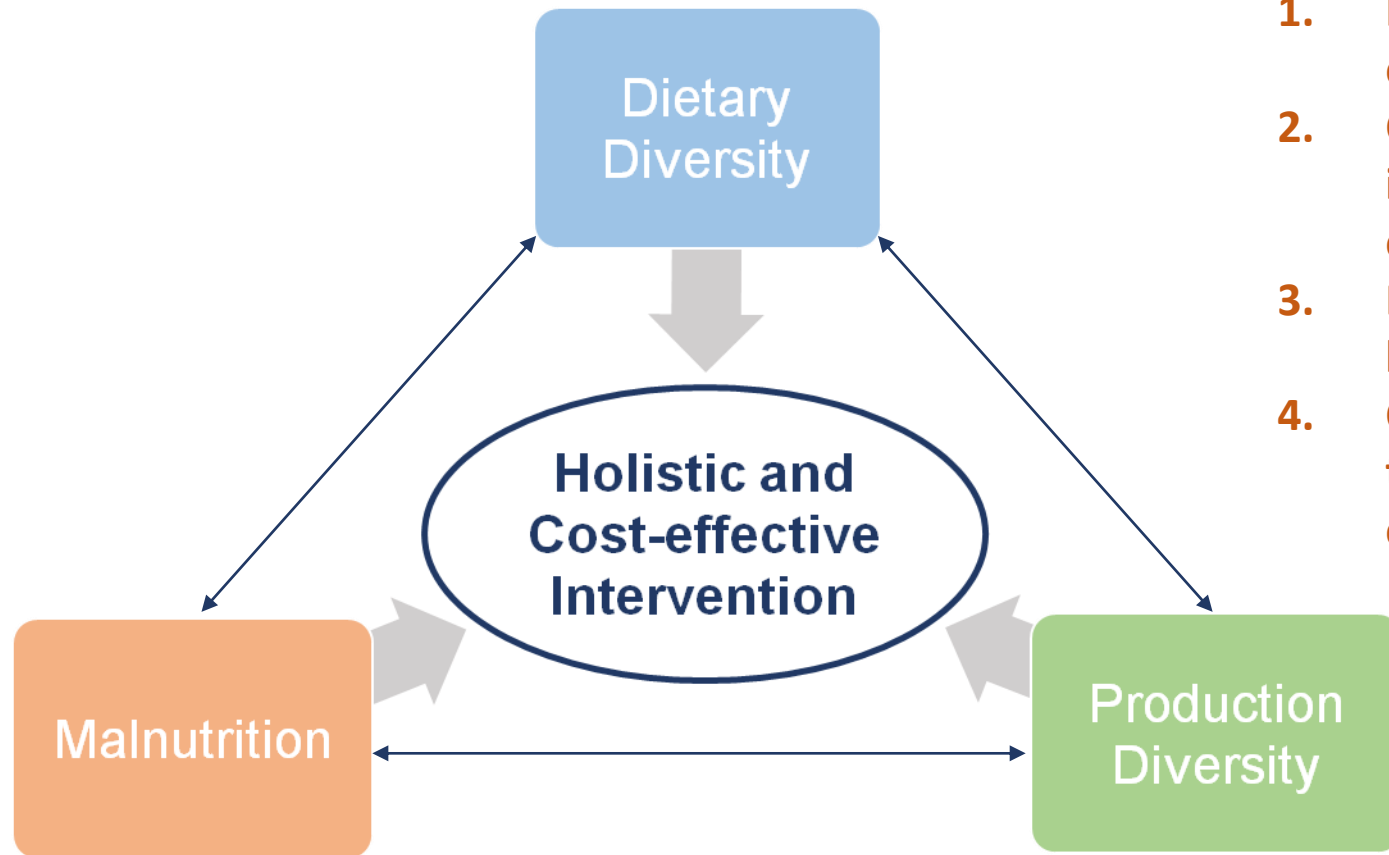 Dietary
Diversity
Holistic and
Cost-effective
Intervention
Malnutrition
Production
Diversity
1.
2.
3.
4.